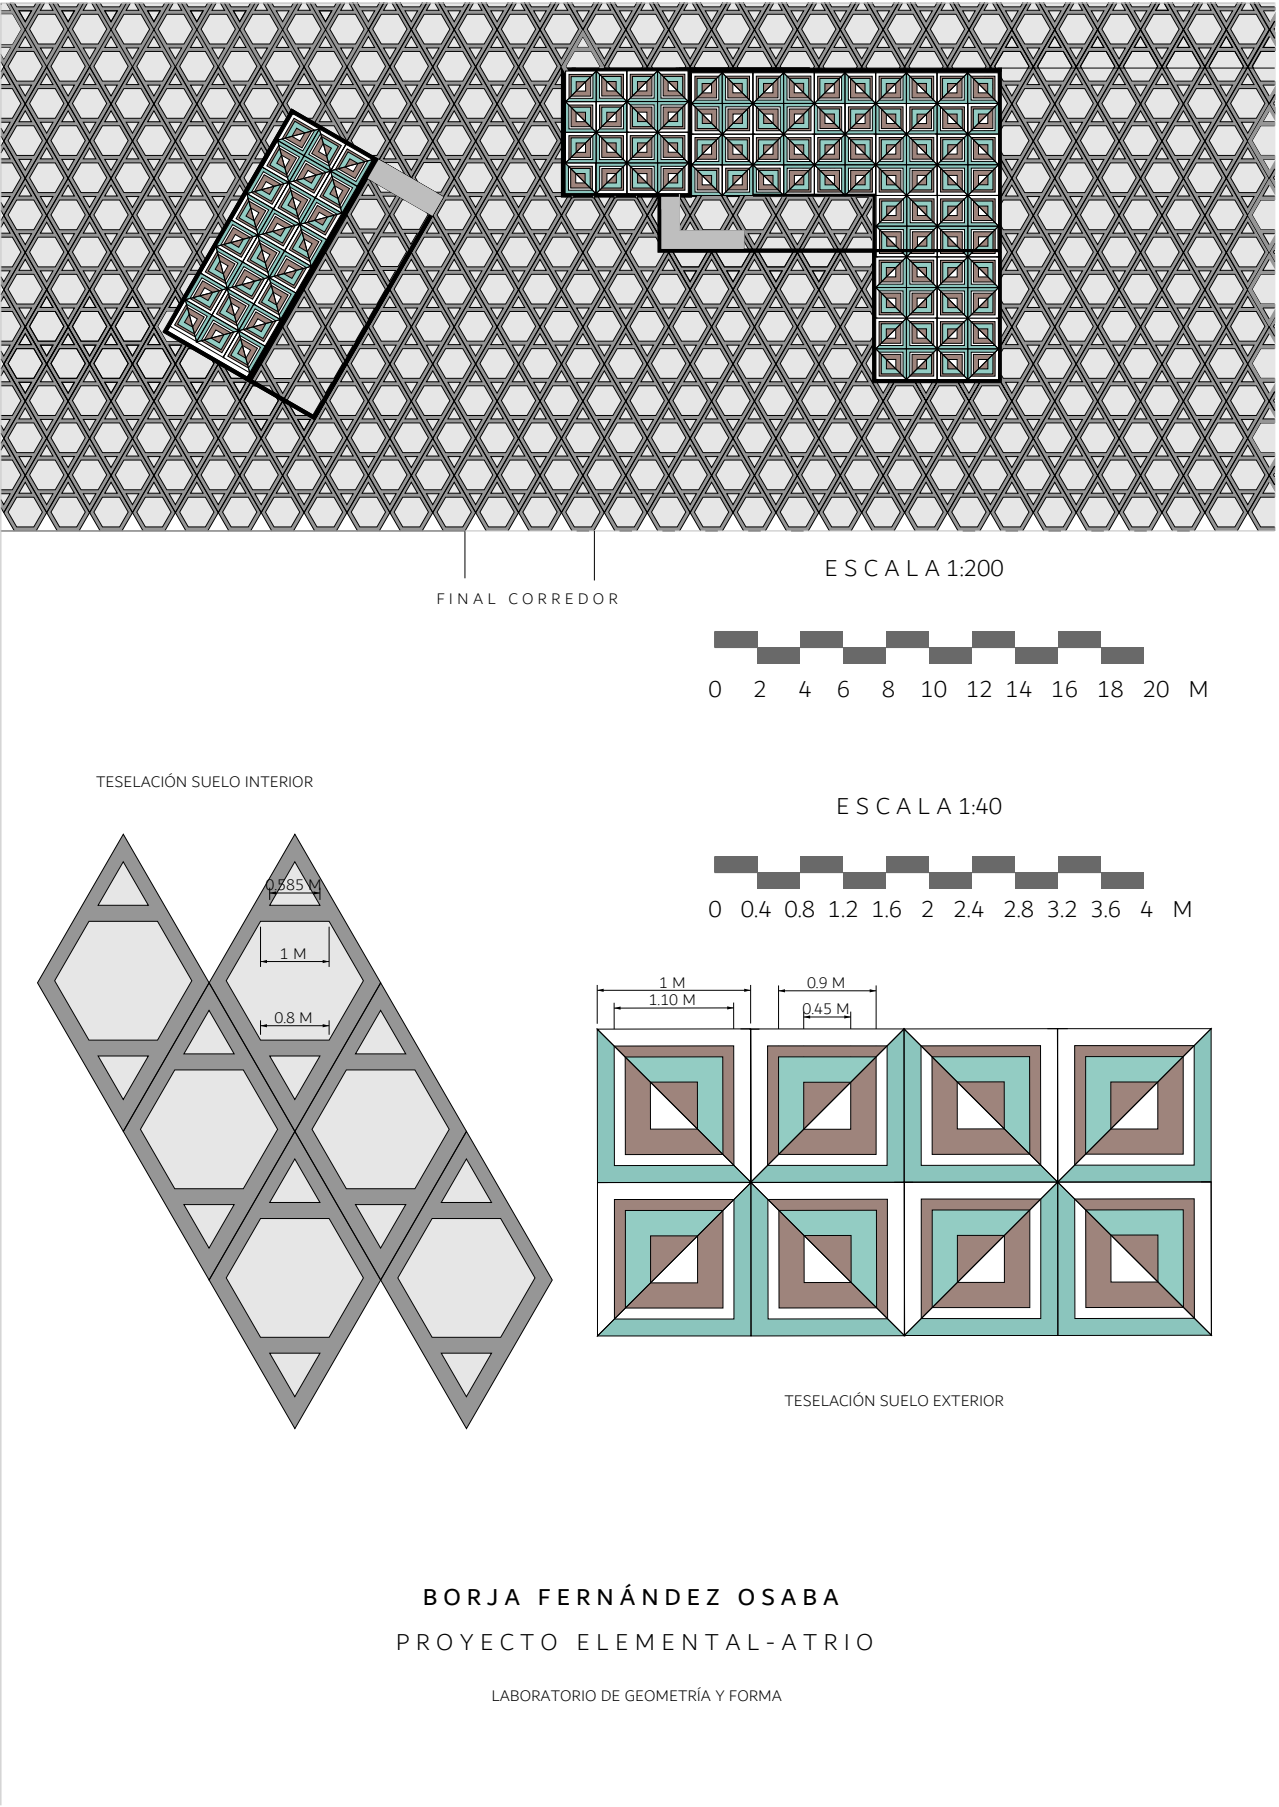 FINAL CORREDOR
ESCALA 1:200
0 2 4 6 8 10 12 14 16 18 20 M
TESELACIÓN SUELO INTERIOR
ESCALA 1:40
0 0.4 0.8 1.2 1.6 2 2.4 2.8 3.2 3.6 4 M
0.585 M
1 M
0.8 M
1 M
1.10 M
0.9 M
0.45 M
TESELACIÓN SUELO EXTERIOR
BORJA FERNÁNDEZ OSABA
PROYECTO ELEMENTAL-ATRIO
LABORATORIO DE GEOMETRÍA Y FORMA